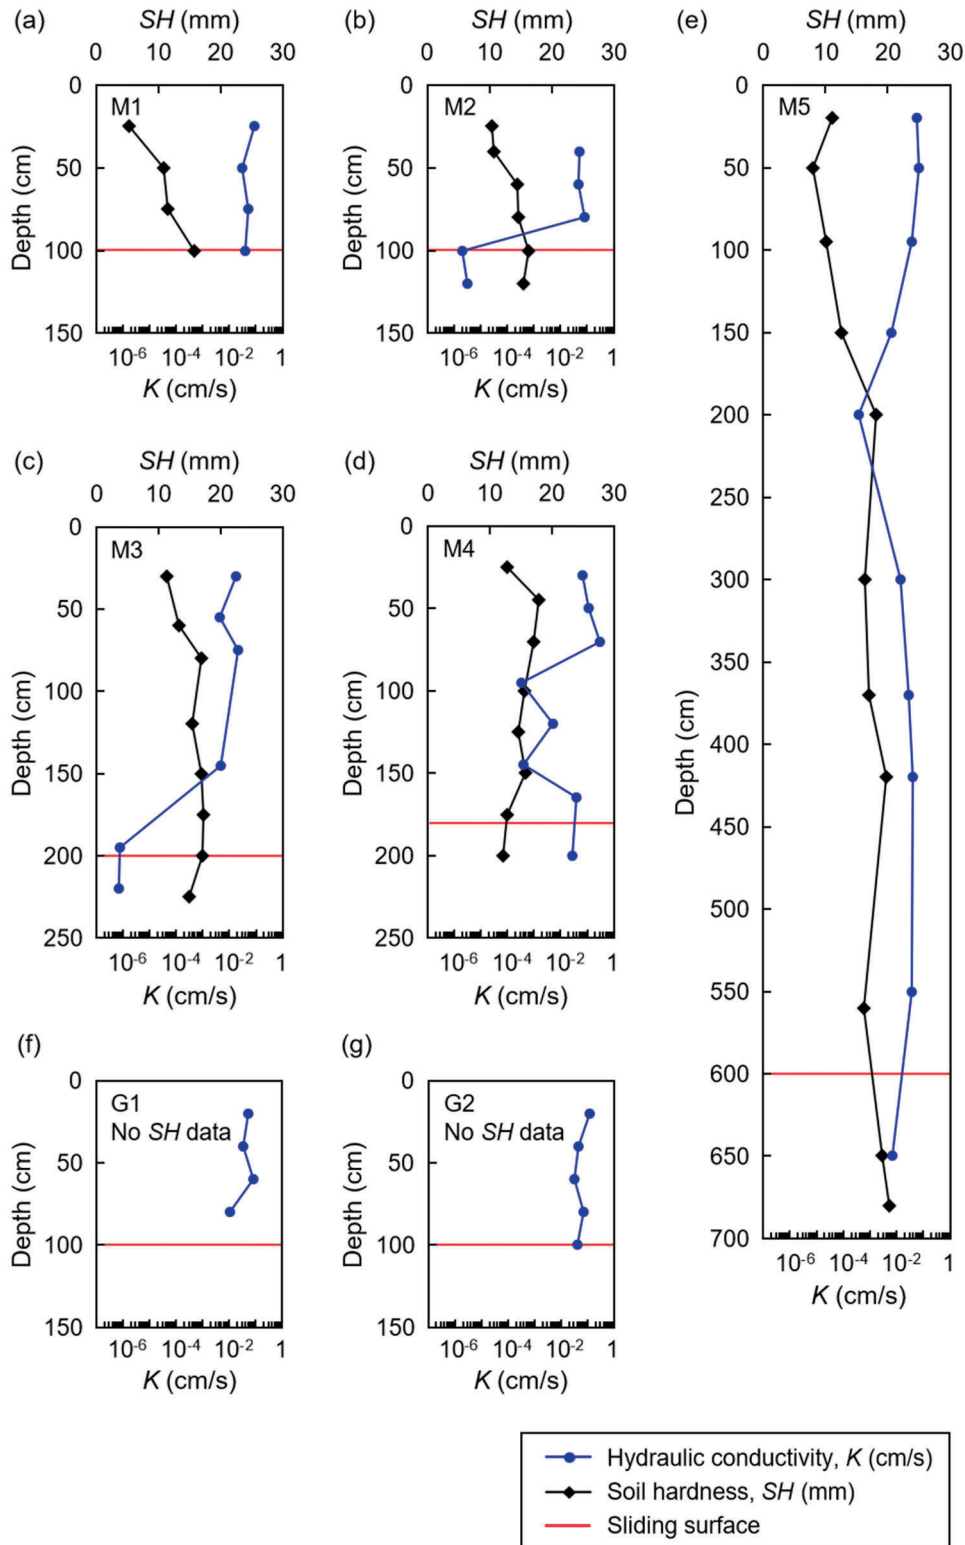 (a) SH (mm) (b) SH (mm) (e) SH (mm)
0 10 20 30 0 10 20 30 0 10 20 30
0 0 0
M1 M2 M5
50 50 50
Depth (cm) Depth (cm)
100 100 100
150 150 150
10-6 10-4 10-2 1 10-6 10-4 10-2 1
K (cm/s) K (cm/s)
200
(c) SH (mm) (d) SH (mm)
0 10 20 30 0 10 20 30
250
0 0
M3 M4
50 50 300
100 100 350
Depth (cm) Depth (cm) Depth (cm)
150 150 400
200 200 450
250 250 500
10-6 10-4 10-2 1 10-6 10-4 10-2 1
K (cm/s) K (cm/s)
550
(f) (g)
0 0 600
G1 G2
No SH data No SH data
50 50 650
Depth (cm) Depth (cm)
100 100 700
10-6 10-4 10-2 1
K (cm/s)
150 150
10-6 10-4 10-2 1 10-6 10-4 10-2 1
K (cm/s) K (cm/s)
Hydraulic conductivity, K (cm/s)
Soil hardness, SH (mm)
Sliding surface